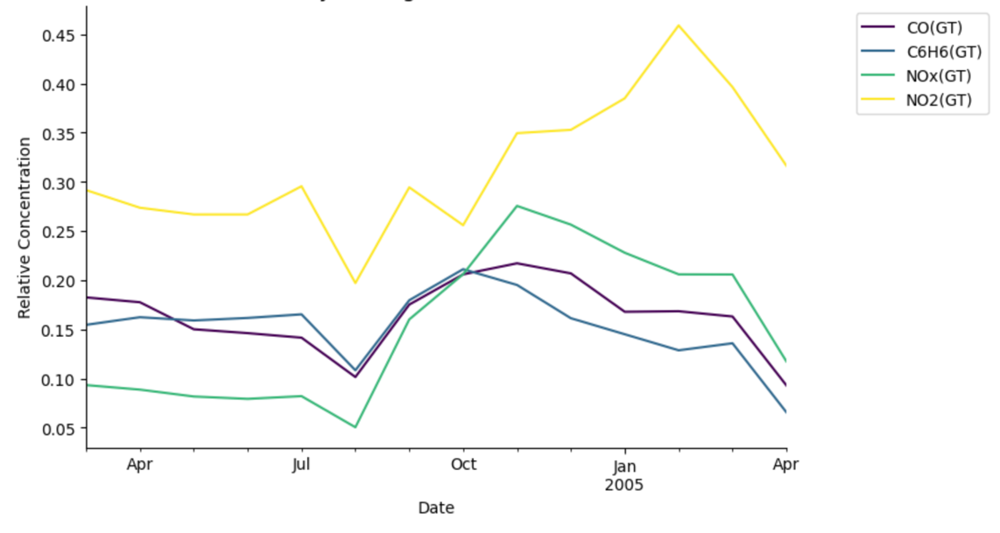 CO(GT)
C6H6(GT)
NOx(GT)
NO2(GT)
Relative Concentration
0.45
0.40
0.35
0.30
0.25
0.20
0.15
0.10
0.05
Apr
Jul
Oct
Jan
2005
Apr
Date